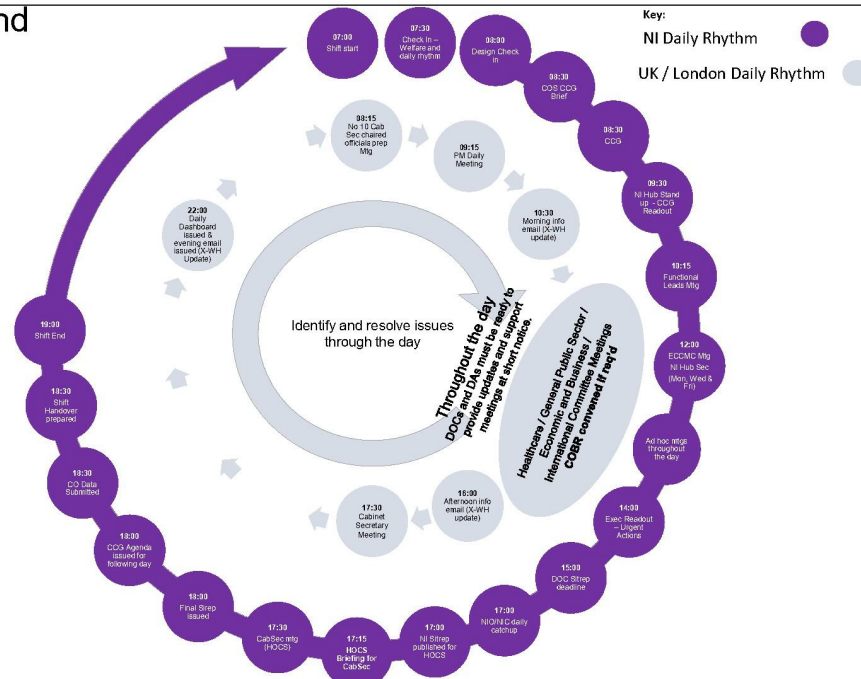 nd
Key:
NI Daily Rhythm
UK / London Daily Rhythm
07:00
Shift start
07:30
Check In –
Welfare and
daily rhythm
08:00
Design Check
in
08:30
COS CCG
Brief
08:30
CCG
09:30
NI Hub Stand
up - CCG
Readout
10:15
Functional
Leads Mtg
12:00
ECCMC Mtg
NI Hub Sec
(Mon, Wed &
Fri)
Ad hoc mtgs
throughout
the day
14:00
Exec Readout
– Urgent
Actions
15:00
DOC Sitrep
deadline
17:00
NIO/NIC daily
catchup
17:00
NI Sitrep
published for
HOCS
17:15
HOCS
Briefing for
CabSec
17:30
CabSec mtg
(HOCS)
18:00
Final Sirep
issued
18:00
CCG Agenda
issued for
following day
18:30
CO Data
Submitted
18:30
Shift
Handover
prepared
19:00
Shift End
08:15
No 10 Cab
Sec chaired
officials prep
Mtg
09:15
PM Daily
Meeting
10:30
Morning info
email (X-WH
update)
Healthcare / General Public Sector /
Economic and Business /
International Committee Meetings
COBR convened if req'd
16:00
Afternoon info
email (X-WH
update)
17:30
Cabinet
Secretary
Meeting
22:00
Daily
Dashboard
issued &
evening email
issued (X-WH
Update)
Identify and resolve issues
through the day
Throughout the day
DOCs and DAs must be ready to
provide updates and support
meetings at short notice.